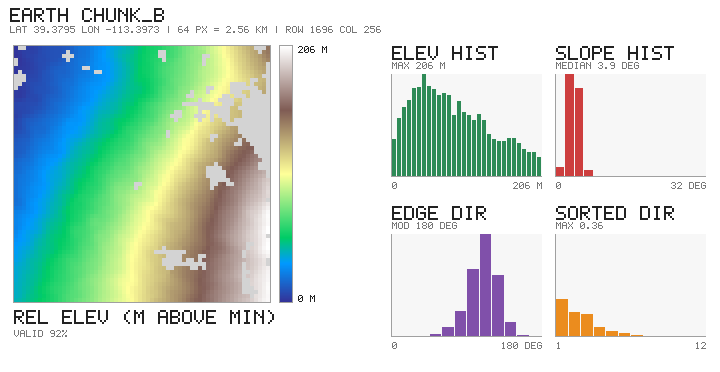 EARTH CHUNK_B
LAT 39.3795 LON -113.3973 | 64 PX = 2.56 KM | ROW 1696 COL 256
206 M
0 M
REL ELEV (M ABOVE MIN)
VALID 92%
ELEV HIST
MAX 206 M
0 206 M
SLOPE HIST
MEDIAN 3.9 DEG
0 32 DEG
EDGE DIR
MOD 180 DEG
0 180 DEG
SORTED DIR
MAX 0.36
1 12